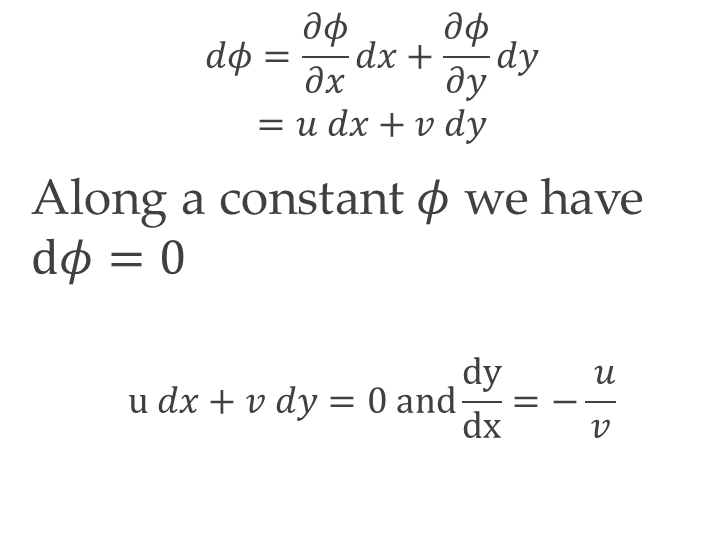 dϕ = ∂ϕ/∂x dx + ∂ϕ/∂y dy
= u dx + v dy
Along a constant ϕ we have
dϕ = 0
u dx + v dy = 0 and dy/dx = − u/v